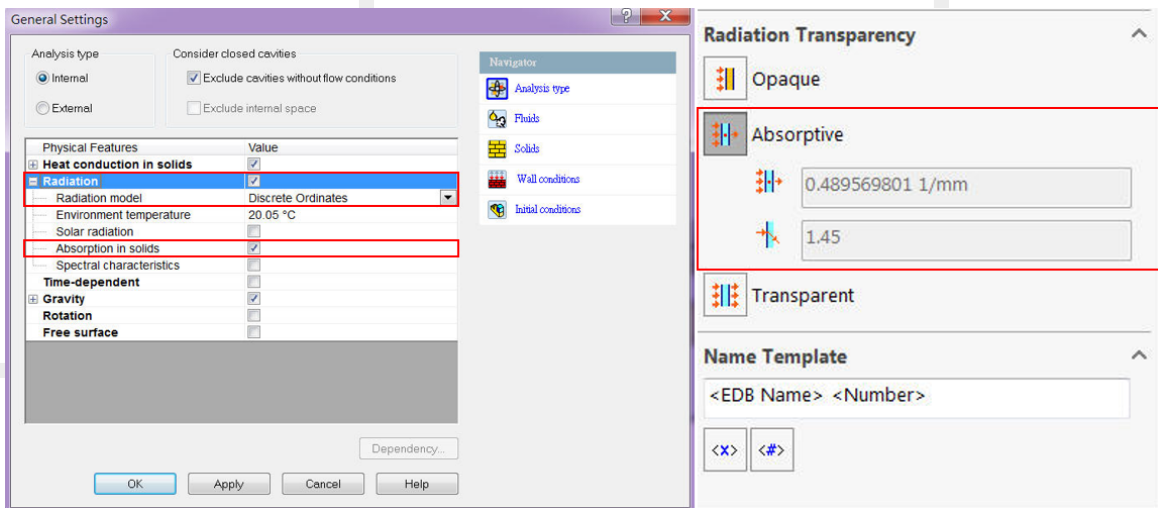 General Settings
Analysis type
Internal
External
Consider closed cavities
Exclude cavities without flow conditions
Exclude internal space
Physical Features Value
Heat conduction in solids
Radiation
Radiation model Discrete Ordinates
Environment temperature 20.05 °C
Solar radiation
Absorption in solids
Spectral characteristics
Time-dependent
Gravity
Rotation
Free surface
Dependency...
OK Apply Cancel Help
Navigator
Analysis type
Fluids
Solids
Wall conditions
Initial conditions
Radiation Transparency
Opaque
Absorptive
0.489569801 1/mm
1.45
Transparent
Name Template
<EDB Name> <Number>
<x> <#>